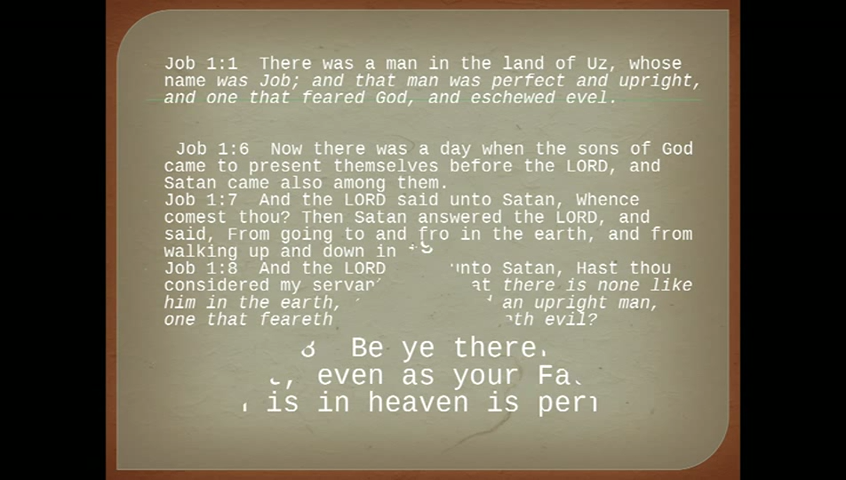 Job 1:1 There was a man in the land of Uz, whose
name was Job; and that man was perfect and upright,
and one that feared God, and eschewed evel.
Job 1:6 Now there was a day when the sons of God
came to present themselves before the LORD, and
Satan came also among them.
Job 1:7 And the LORD said unto Satan, Whence
comest thou? Then Satan answered the LORD, and
said, From going to and fro in the earth, and from
walking up and down in
Job 1:8 And the LORD unto Satan, Hast thou
considered my there is none like
him in the earth, an upright man,
one that feareth evil?
Be ye
even as your
is in heaven is